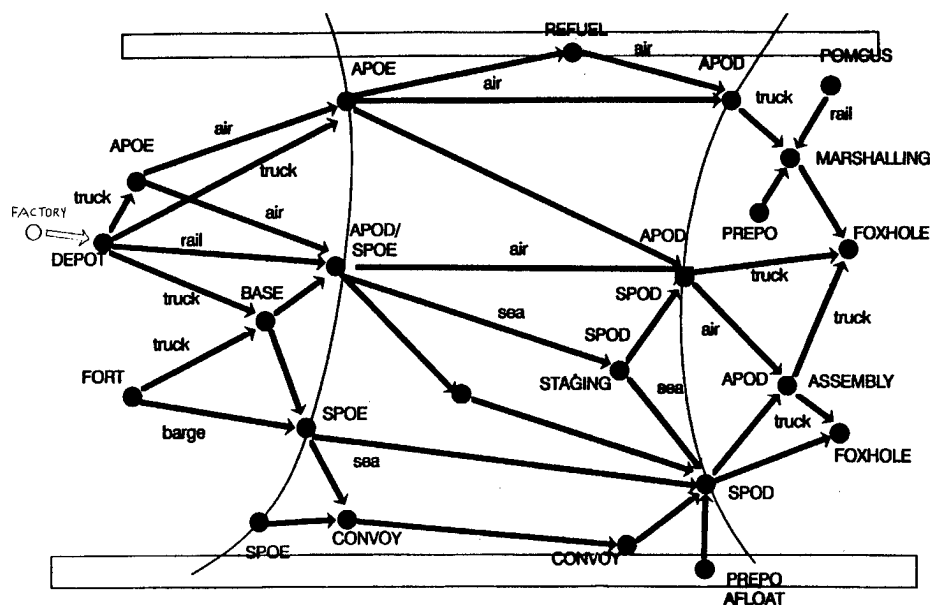 REFUEL
air
POMCUS
APOE
APOD
air
truck
rail
air
APOE
truck
MARSHALLING
truck
FACTORY
air
PREPO
FOXHOLE
DEPOT
rail
APOD/
SPOE
air
APOD
truck
BASE
truck
SPOD
sea
air
truck
truck
SPOD
FORT
STAGING
sea
APOD
ASSEMBLY
SPOE
truck
barge
FOXHOLE
sea
SPOD
SPOE
CONVOY
CONVOY
PREPO
AFLOAT